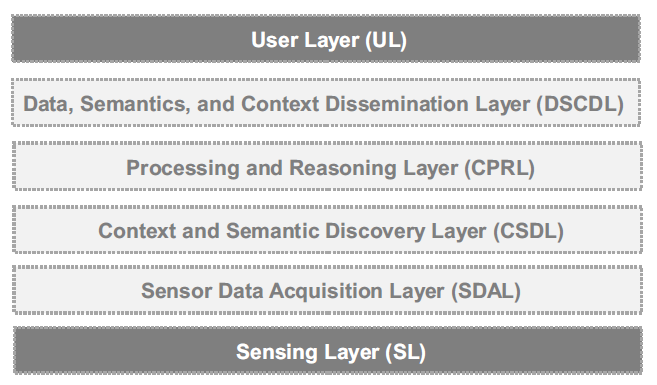 User Layer (UL)
Data, Semantics, and Context Dissemination Layer (DSCDL)
Processing and Reasoning Layer (CPRL)
Context and Semantic Discovery Layer (CSDL)
Sensor Data Acquisition Layer (SDAL)
Sensing Layer (SL)